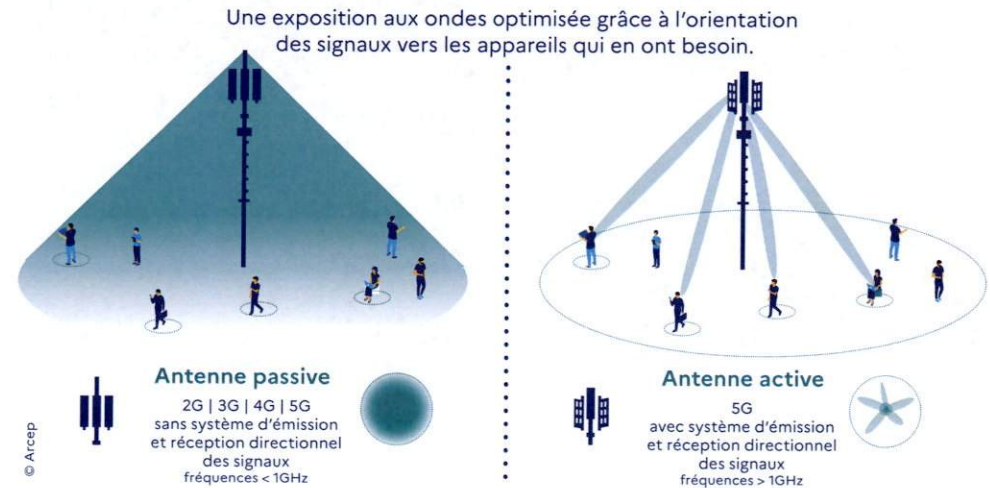 Une exposition aux ondes optimisée grâce à l'orientation
des signaux vers les appareils qui en ont besoin.
Antenne passive
2G | 3G | 4G | 5G
sans système d'émission
et réception directionnel
des signaux
fréquences < 1GHz
Antenne active
5G
avec système d'émission
et réception directionnel
des signaux
fréquences > 1GHz
© Arcep